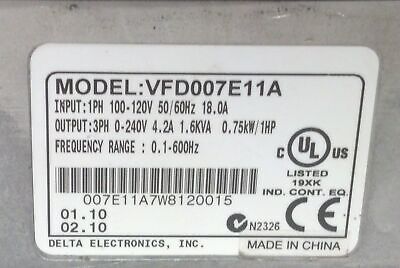 MODEL:VFD007E11A
INPUT:1PH 100-120V 50/60Hz 18.0A
OUTPUT:3PH 0-240V 4.2A 1.6KVA 0.75kW/1HP
FREQUENCY RANGE : 0.1-600Hz
C UL US
LISTED
19XK
IND. CONT. EQ.
007E11A7W8120015
01.10
02.10
N2326
CE
DELTA ELECTRONICS, INC.
MADE IN CHINA